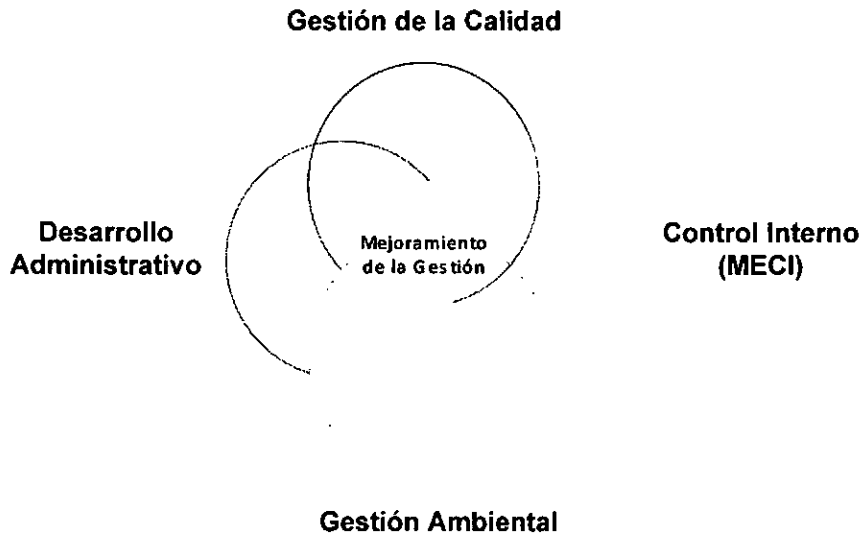 Gestión de la Calidad
Desarrollo
Administrativo
Mejoramiento
de la Gestión
Control Interno
(MECI)
Gestión Ambiental